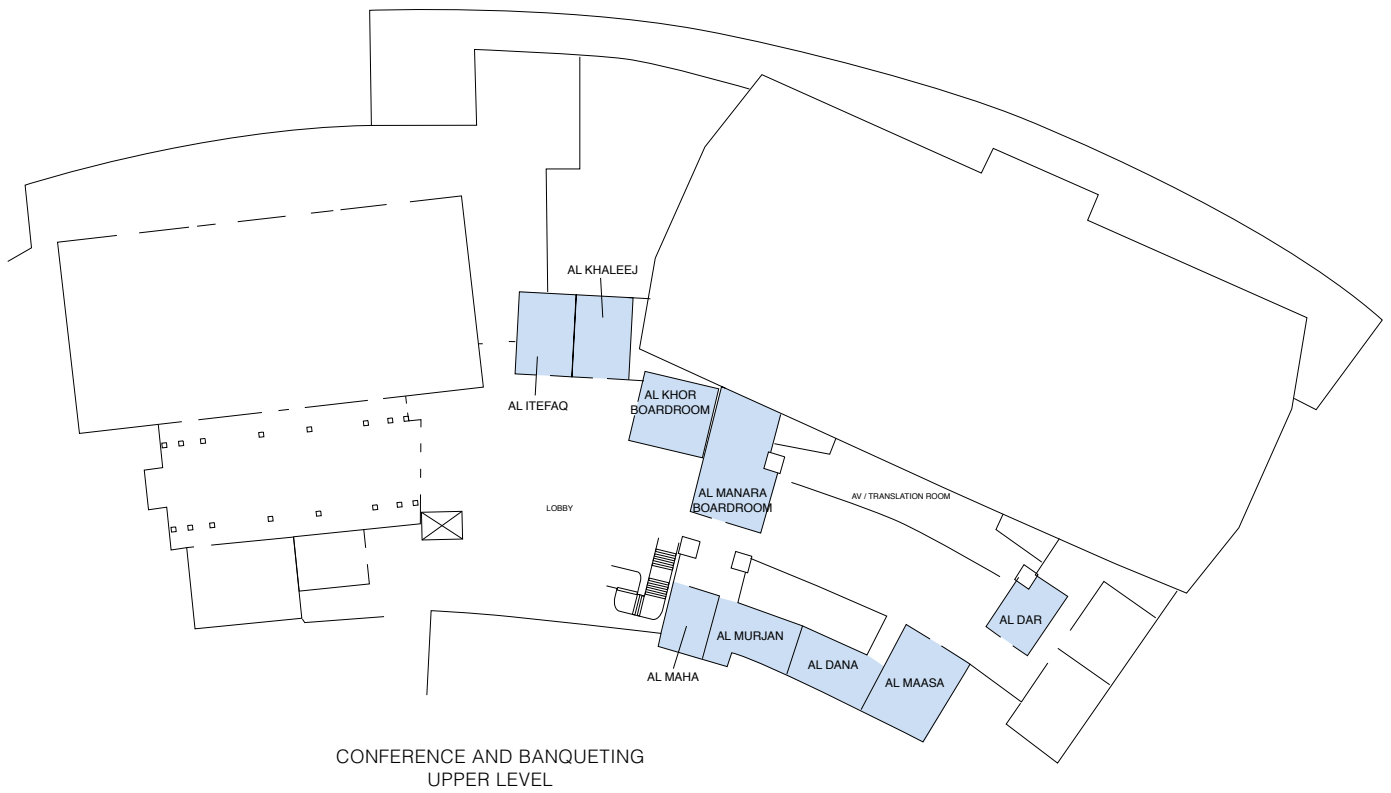 AL KHALEEJ
AL ITEFAQ
AL KHOR
BOARDROOM
AL MANARA
BOARDROOM
AV / TRANSLATION ROOM
LOBBY
AL DAR
AL MURJAN
AL DANA
AL MAHA
AL MAASA
CONFERENCE AND BANQUETING
UPPER LEVEL